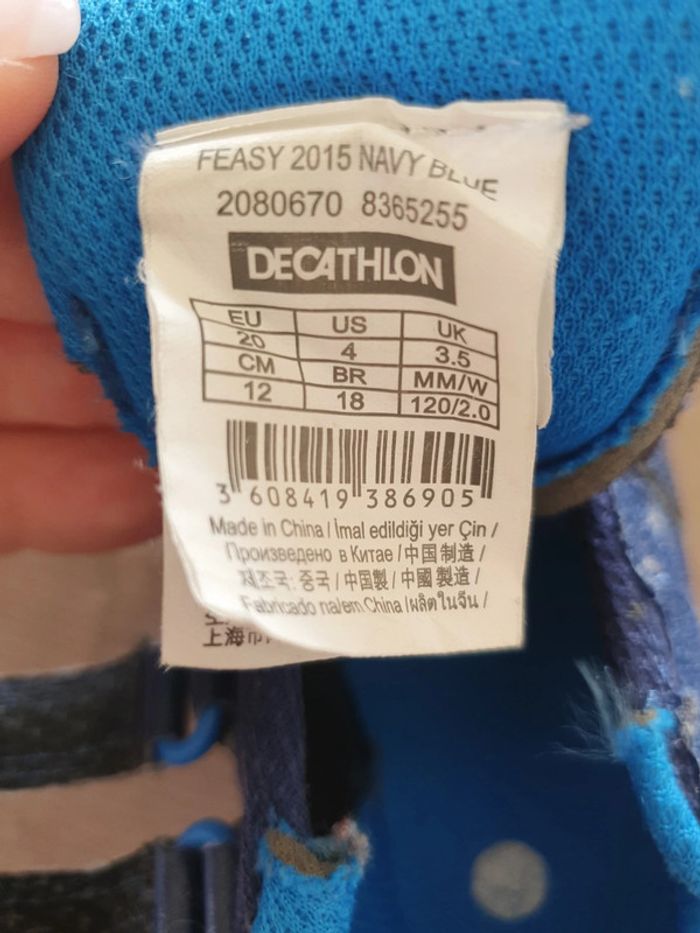 FEASY 2015 NAVY BLUE
2080670 8365255
DECATHLON
EU US UK
20 4 3.5
CM BR MM/W
12 18 120/2.0
3 608419 386905
Made in China / İmal edildiği yer Çin /
Произведено в Китае / 中国制造 /
제조국: 중국 / 中国製 / 中國製造 /
Fabricado na/em China / ผลิตในจีน /
上海市